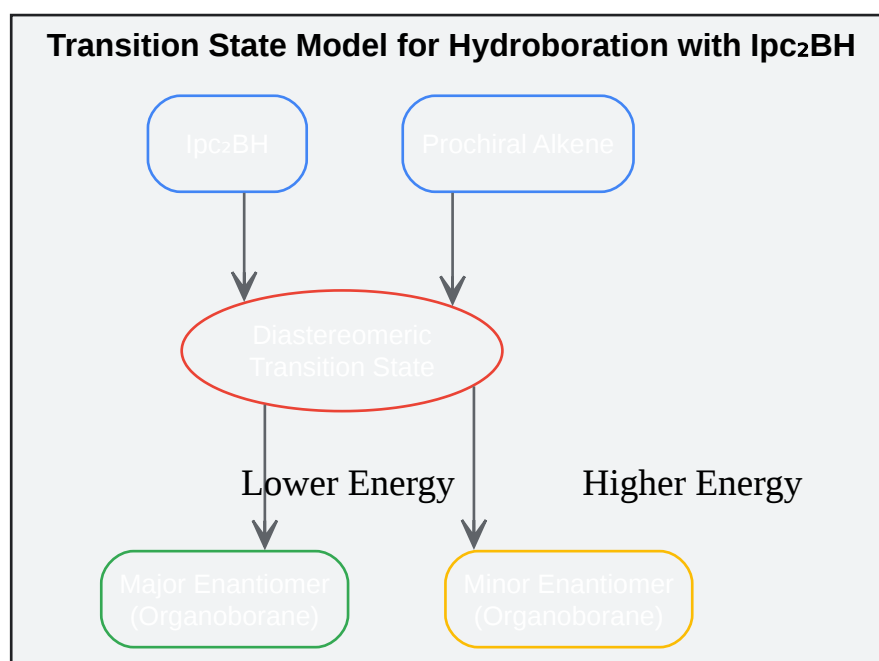 Transition State Model for Hydroboration with Ipc₂BH
Ipc₂BH
Prochiral Alkene
Diastereomeric
Transition State
Lower Energy
Higher Energy
Major Enantiomer
(Organoborane)
Minor Enantiomer
(Organoborane)